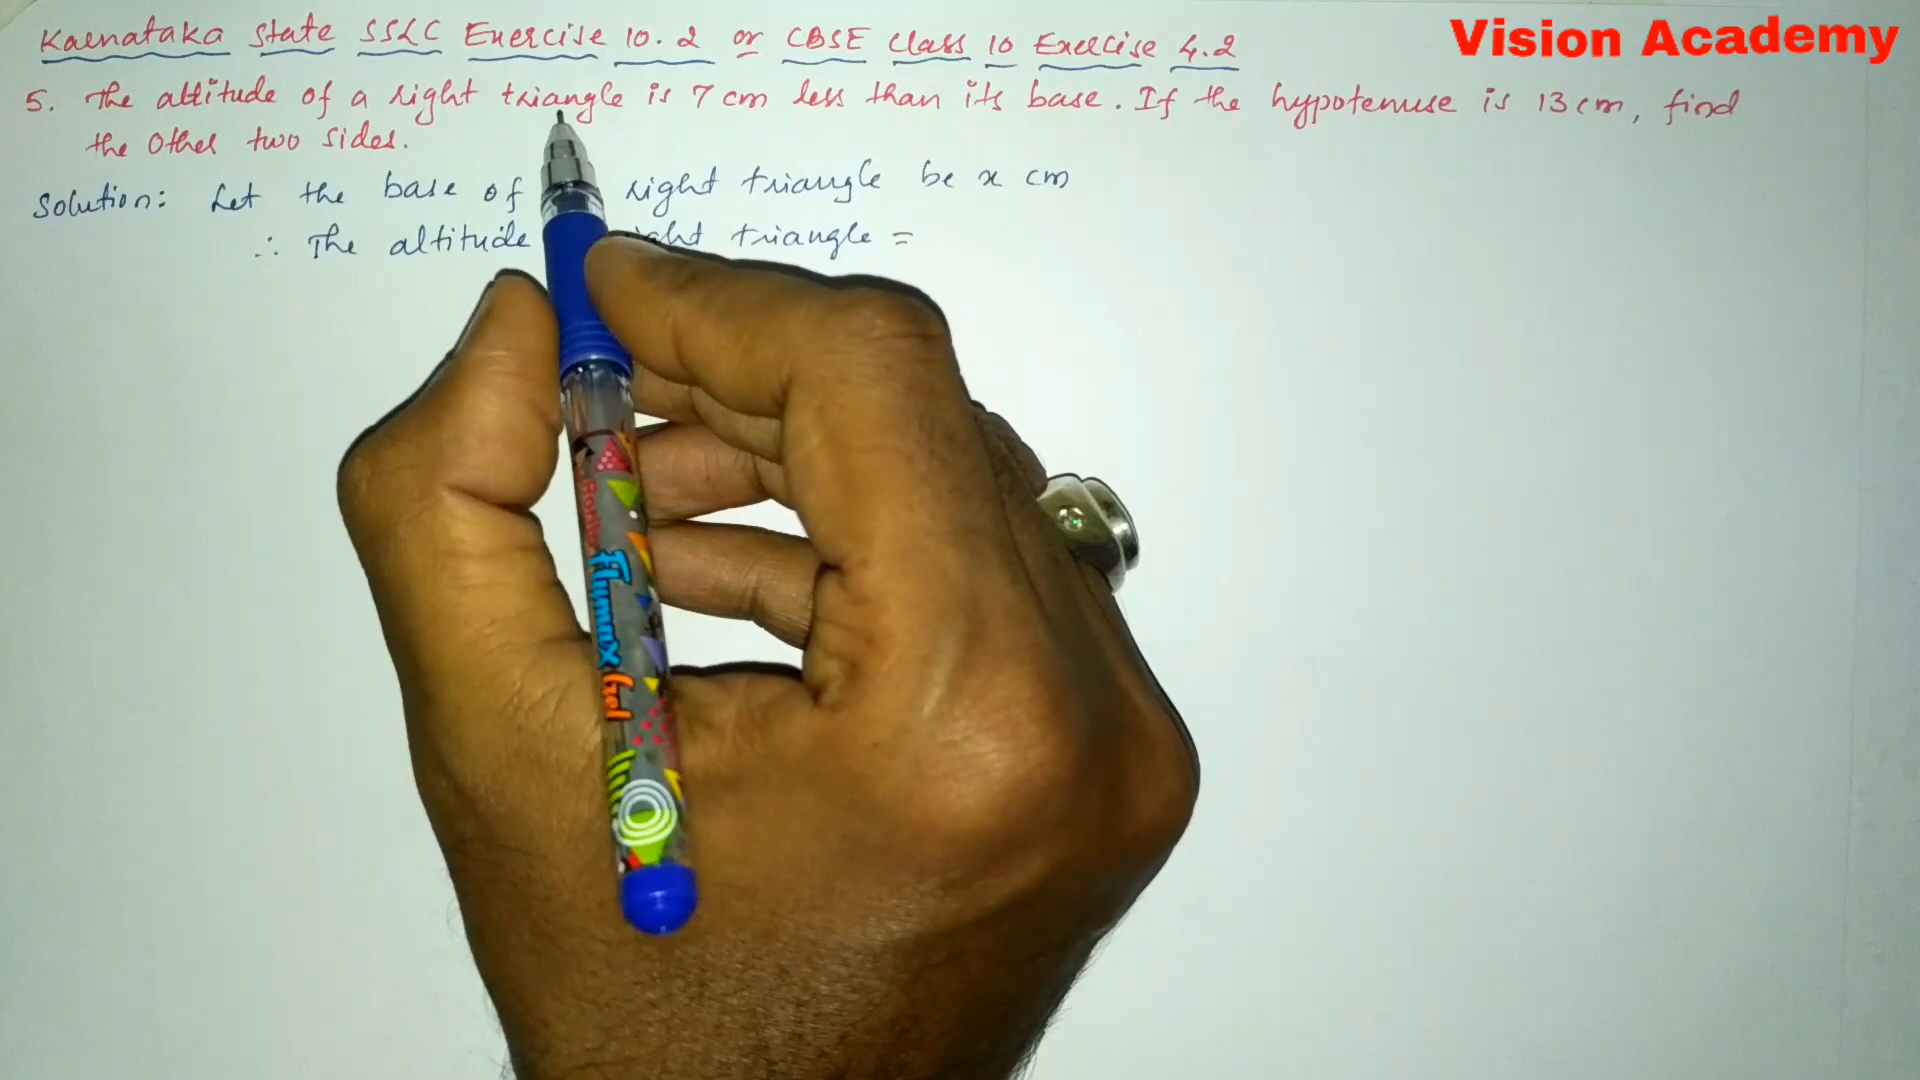 Karnataka State SSLC Exercise 10.2 or CBSE Class 10 Exercise 4.2
Vision Academy
5. The altitude of a right triangle is 7 cm less than its base. If the hypotenuse is 13 cm, find
the other two sides.
Solution: Let the base of right triangle be x cm
∴ The altitude right triangle =
Flymax Gel